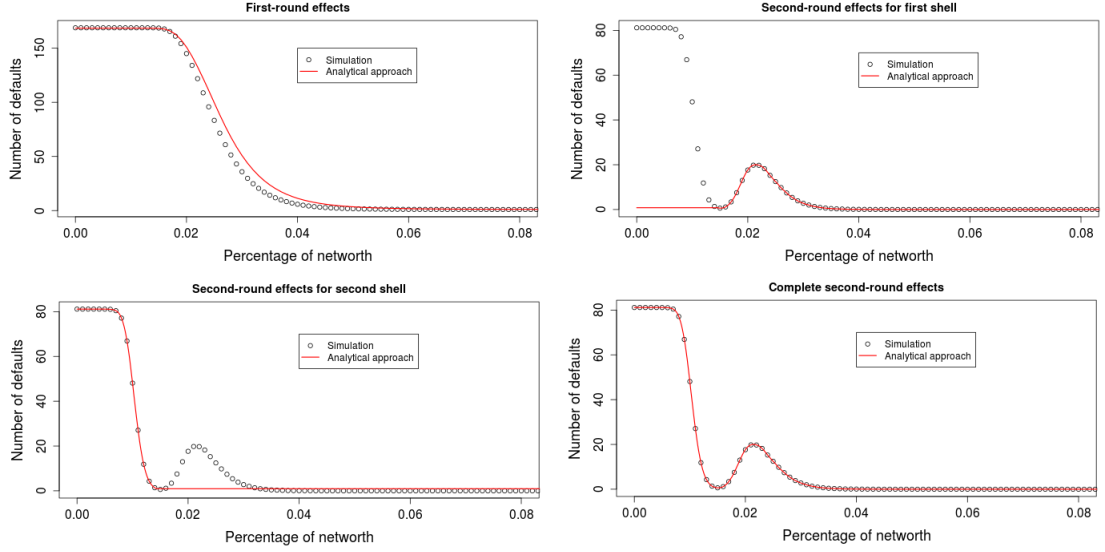 First-round effects
Number of defaults
0
50
100
150
Simulation
Analytical approach
0.00
0.02
0.04
0.06
0.08
Percentage of networth
Second-round effects for first shell
Number of defaults
0
20
40
60
80
Simulation
Analytical approach
0.00
0.02
0.04
0.06
0.08
Percentage of networth
Second-round effects for second shell
Number of defaults
0
20
40
60
80
Simulation
Analytical approach
0.00
0.02
0.04
0.06
0.08
Percentage of networth
Complete second-round effects
Number of defaults
0
20
40
60
80
Simulation
Analytical approach
0.00
0.02
0.04
0.06
0.08
Percentage of networth